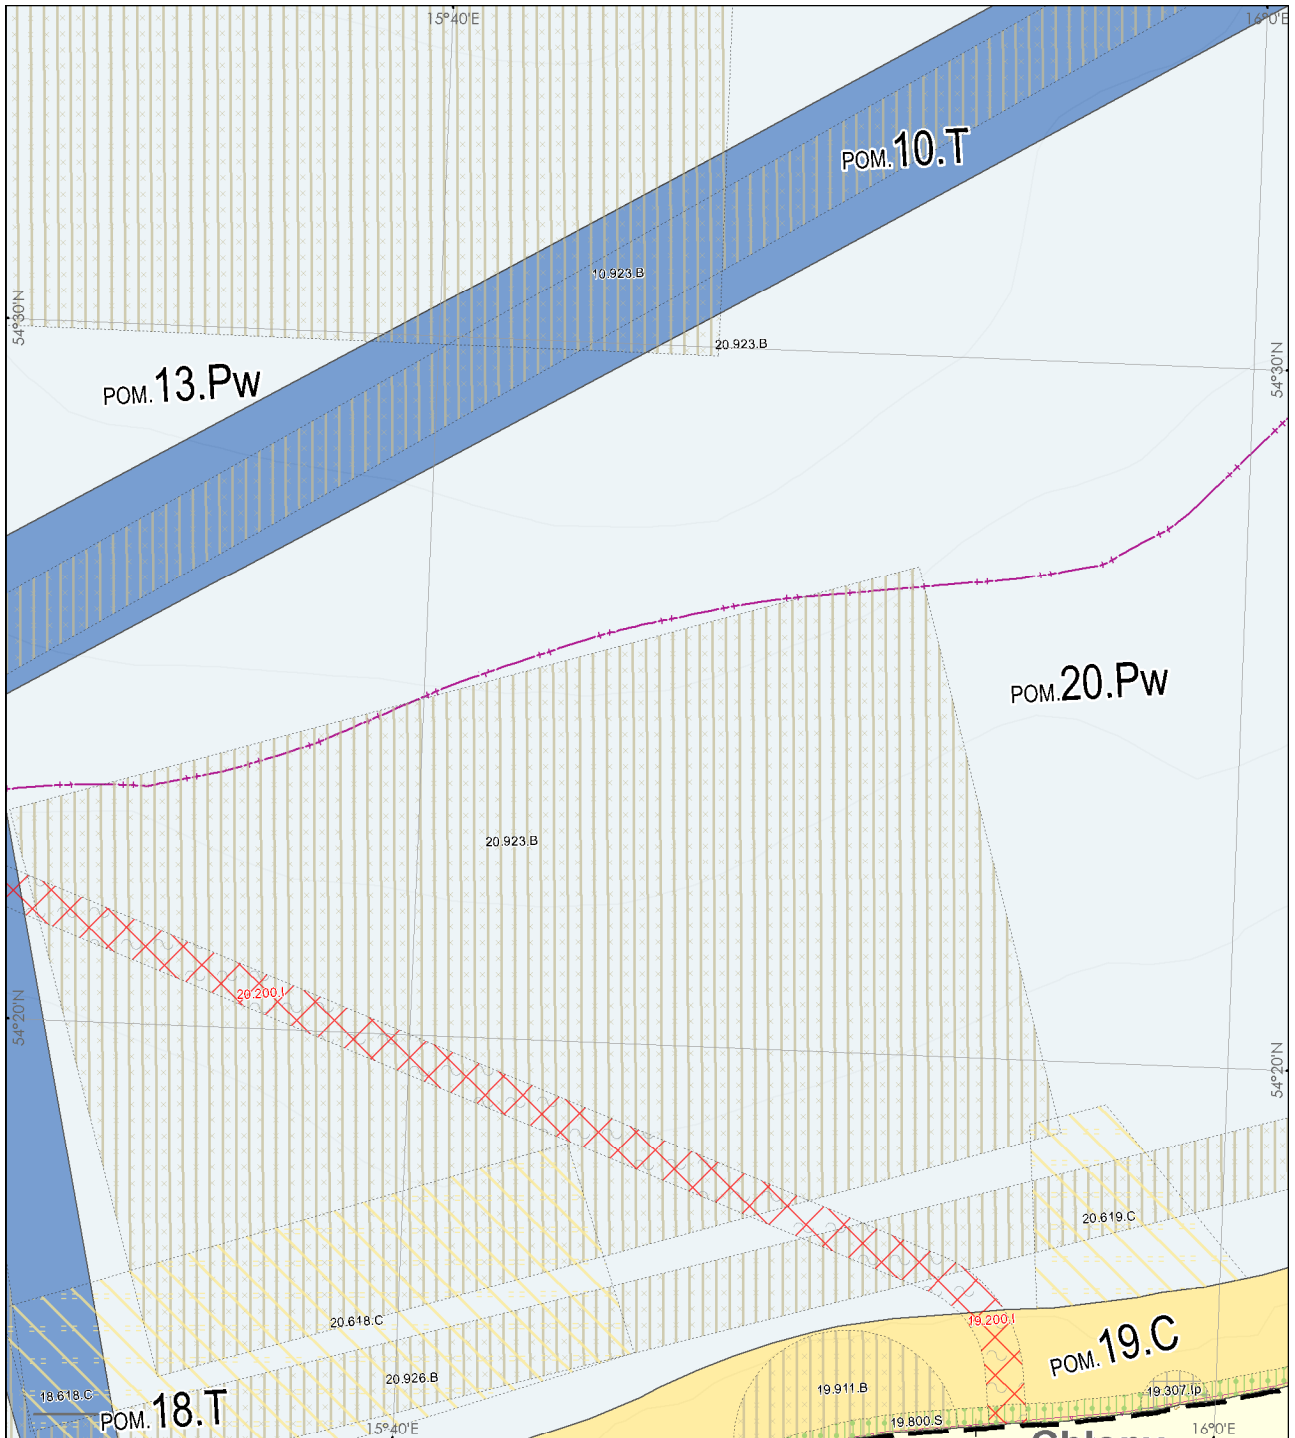 15°40'E
16°0'E
POM.10.T
10.923.B
54°30'N
20.923.B
54°30'N
POM.13.Pw
POM.20.Pw
20.923.B
20.200.I
54°20'N
54°20'N
20.619.C
20.618.C
19.200.I
POM.19.C
20.926.B
19.911.B
19.307.Ip
18.618.C
POM.18.T
19.800.S
15°40'E
16°0'E